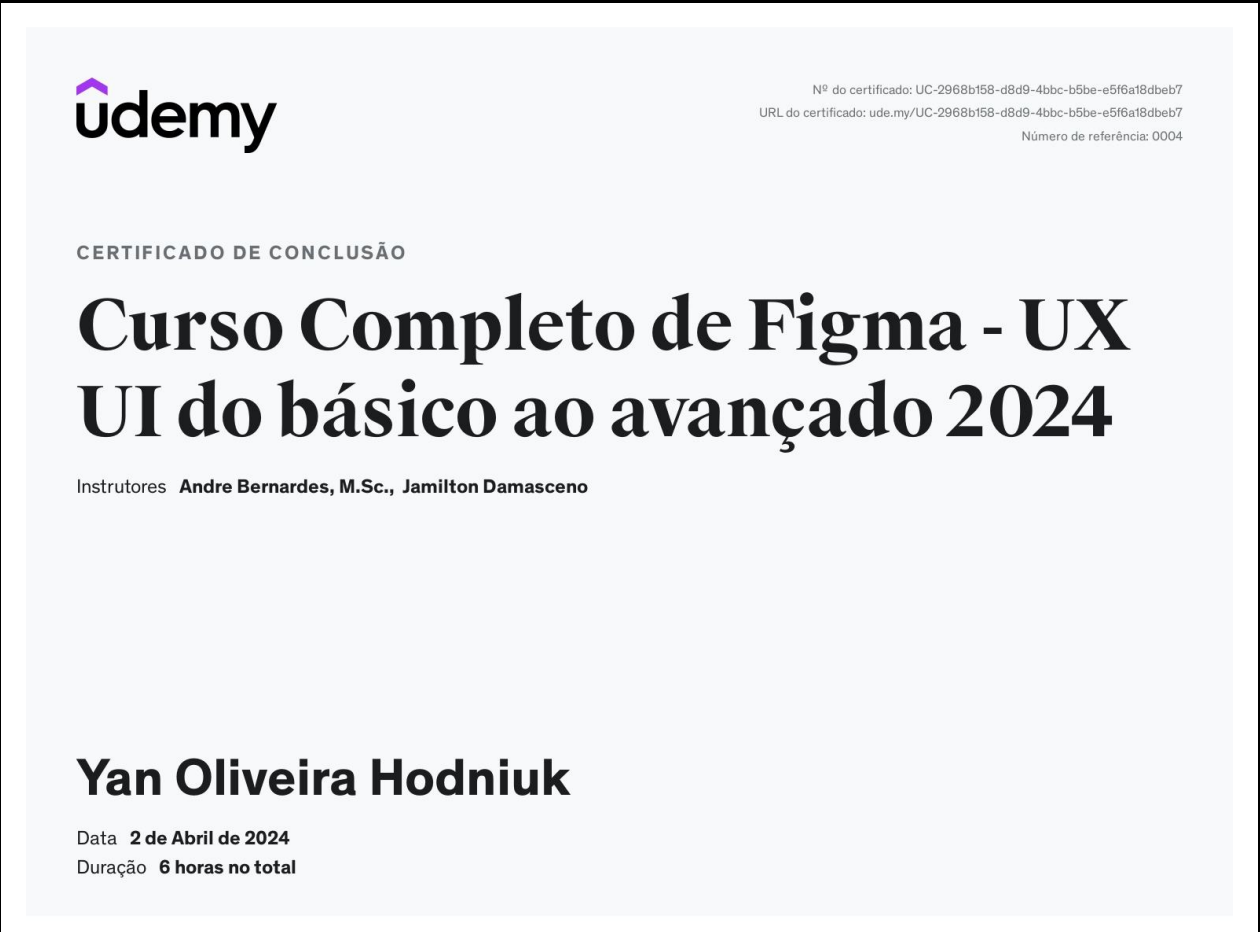 udemy
Nº do certificado: UC-2968b158-d8d9-4bbc-b5be-e5f6a18dbeb7
URL do certificado: ude.my/UC-2968b158-d8d9-4bbc-b5be-e5f6a18dbeb7
Número de referência: 0004
CERTIFICADO DE CONCLUSÃO
Curso Completo de Figma - UX
UI do básico ao avançado 2024
Instrutores Andre Bernardes, M.Sc., Jamilton Damasceno
Yan Oliveira Hodniuk
Data 2 de Abril de 2024
Duração 6 horas no total